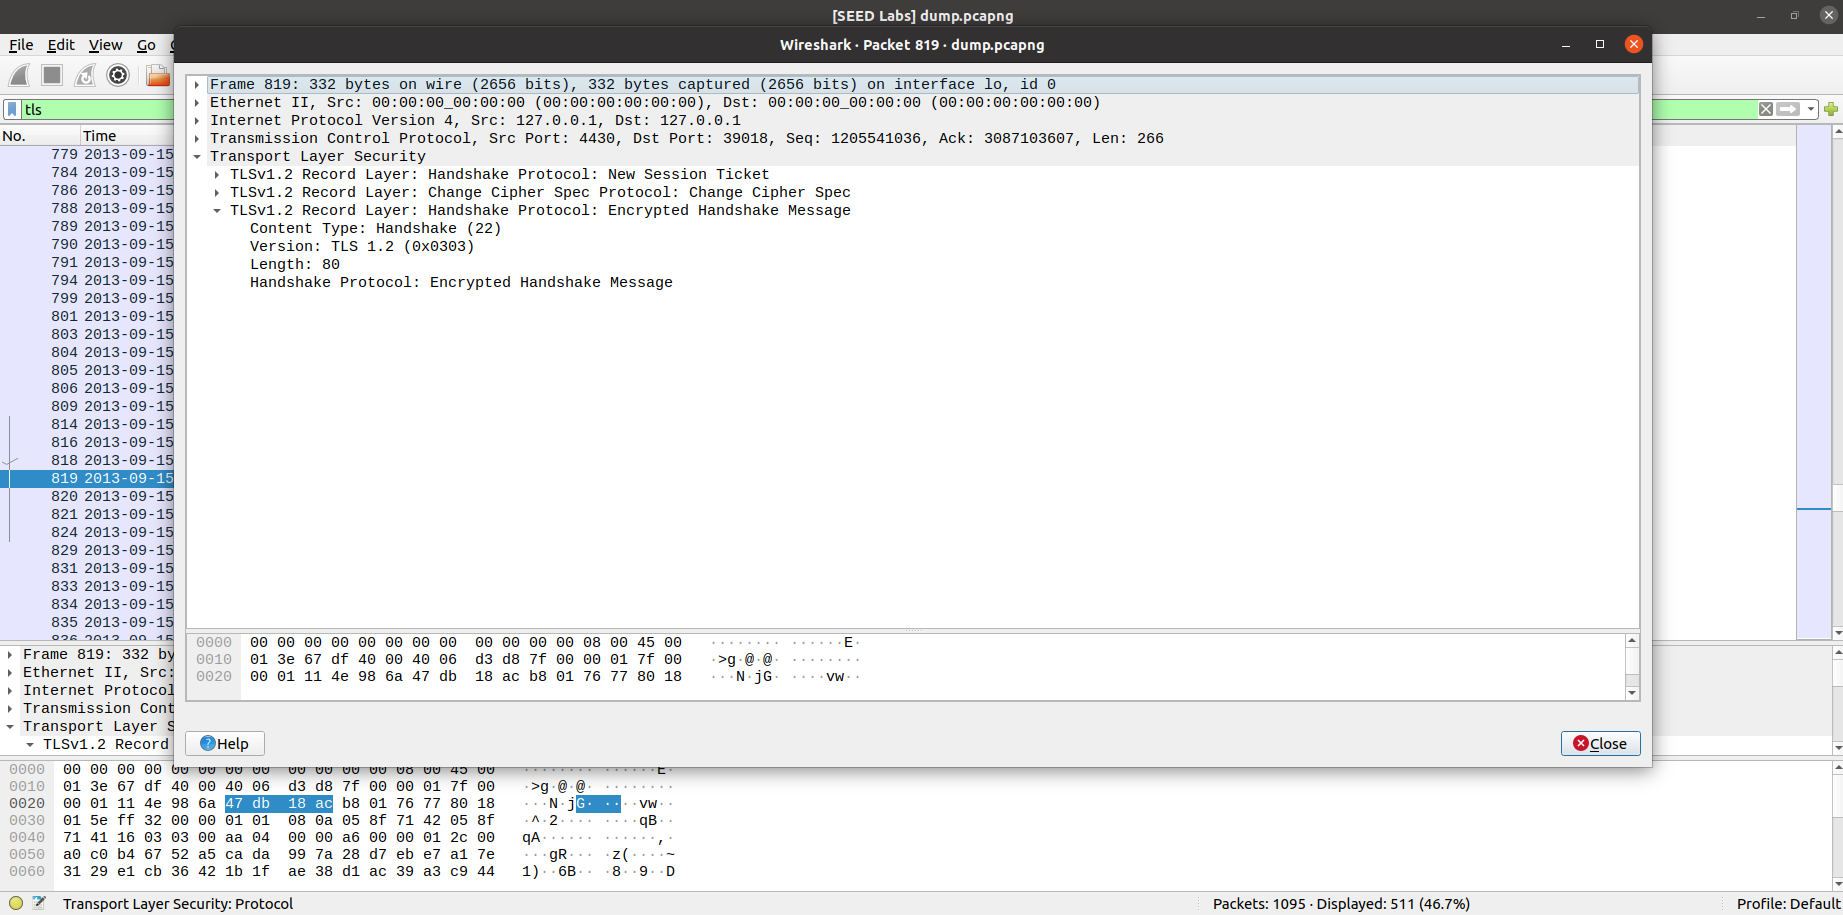 [SEED Labs] dump.pcapng
File Edit View Go
Wireshark · Packet 819 · dump.pcapng
tls
No. Time
779 2013-09-15
784 2013-09-15
786 2013-09-15
788 2013-09-15
789 2013-09-15
790 2013-09-15
791 2013-09-15
794 2013-09-15
799 2013-09-15
801 2013-09-15
803 2013-09-15
804 2013-09-15
805 2013-09-15
806 2013-09-15
809 2013-09-15
814 2013-09-15
816 2013-09-15
818 2013-09-15
819 2013-09-15
820 2013-09-15
821 2013-09-15
824 2013-09-15
829 2013-09-15
831 2013-09-15
833 2013-09-15
834 2013-09-15
835 2013-09-15
836 2013-09-15
Frame 819: 332 bytes on wire (2656 bits), 332 bytes captured (2656 bits) on interface lo, id 0
Ethernet II, Src: 00:00:00_00:00:00 (00:00:00:00:00:00), Dst: 00:00:00_00:00:00 (00:00:00:00:00:00)
Internet Protocol Version 4, Src: 127.0.0.1, Dst: 127.0.0.1
Transmission Control Protocol, Src Port: 4430, Dst Port: 39018, Seq: 1205541036, Ack: 3087103607, Len: 266
Transport Layer Security
TLSv1.2 Record Layer: Handshake Protocol: New Session Ticket
TLSv1.2 Record Layer: Change Cipher Spec Protocol: Change Cipher Spec
TLSv1.2 Record Layer: Handshake Protocol: Encrypted Handshake Message
Content Type: Handshake (22)
Version: TLS 1.2 (0x0303)
Length: 80
Handshake Protocol: Encrypted Handshake Message
0000 00 00 00 00 00 00 00 00 00 00 00 00 08 00 45 00 ········ ······E·
0010 01 3e 67 df 40 00 40 06 d3 d8 7f 00 00 01 7f 00 ·>g·@·@· ········
0020 00 01 11 4e 98 6a 47 db 18 ac b8 01 76 77 80 18 ···N·jG· ····vw··
Help
Close
Frame 819: 332 by
Ethernet II, Src:
Internet Protocol
Transmission Cont
Transport Layer S
TLSv1.2 Record
0000 00 00 00 00 00 00 00 00 00 00 00 00 08 00 45 00 ········ ······E·
0010 01 3e 67 df 40 00 40 06 d3 d8 7f 00 00 01 7f 00 ·>g·@·@· ········
0020 00 01 11 4e 98 6a 47 db 18 ac b8 01 76 77 80 18 ···N·jG· ····vw··
0030 01 5e ff 32 00 00 01 01 08 0a 05 8f 71 42 05 8f ·^·2···· ····qB··
0040 71 41 16 03 03 00 aa 04 00 00 a6 00 00 01 2c 00 qA······ ······,·
0050 a0 c0 b4 67 52 a5 ca da 99 7a 28 d7 eb e7 a1 7e ···gR··· ·z(····~
0060 31 29 e1 cb 36 42 1b 1f ae 38 d1 ac 39 a3 c9 44 1)··6B·· ·8··9··D
Transport Layer Security: Protocol
Packets: 1095 · Displayed: 511 (46.7%)
Profile: Default